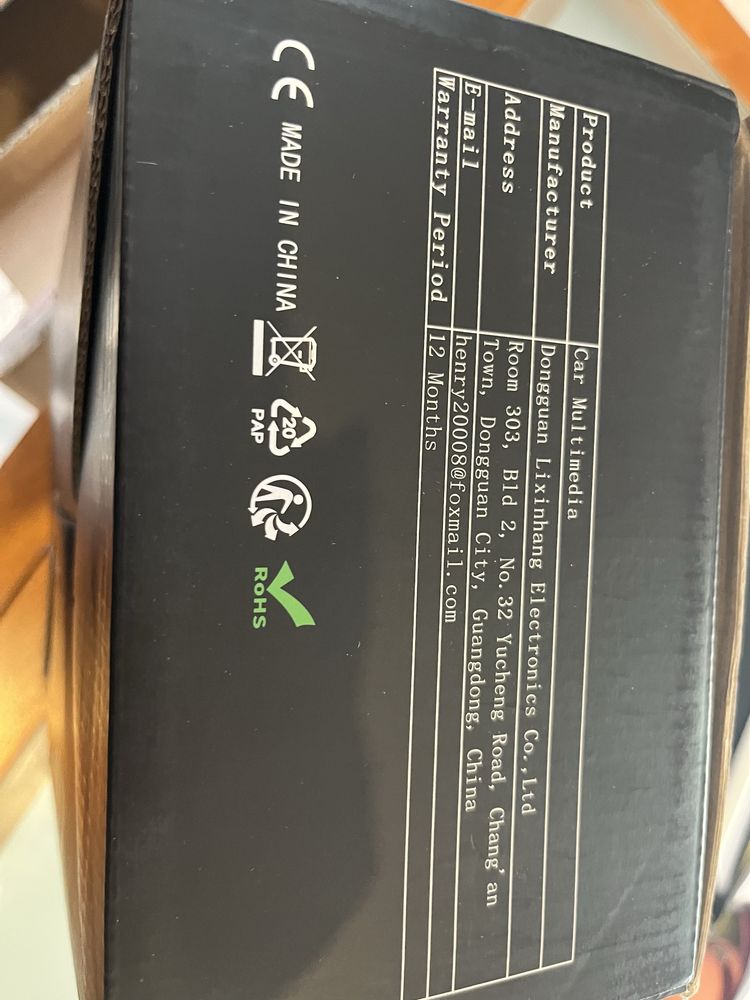 Product Car Multimedia
Manufacturer Dongguan Lixinhang Electronics Co.,Ltd
Address Room 303, Bld 2, No.32 Yucheng Road, Chang'an
Town, Dongguan City, Guangdong, China
E-mail henry20008@foxmail.com
Warranty Period 12 Months
CE MADE IN CHINA
20
PAP
RoHS